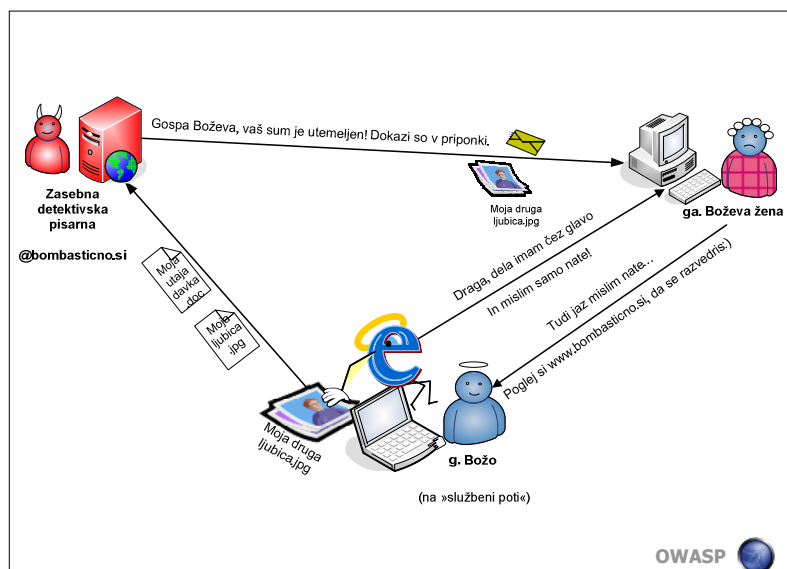 Gospa Boževa, vaš sum je utemeljen! Dokazi so v priponki.
Zasebna
detektivska
pisarna
@bombasticno.si
Moja druga
ljubica.jpg
ga. Boževa žena
Draga, dela imam čez glavo
In mislim samo nate!
Tudi jaz mislim nate...
Poglej si www.bombasticno.si, da se razvedris:)
Moja
utaja
davka
.doc
Moja
ljubica
.jpg
Moja druga
ljubica.jpg
g. Božo
(na »službeni poti«)
OWASP